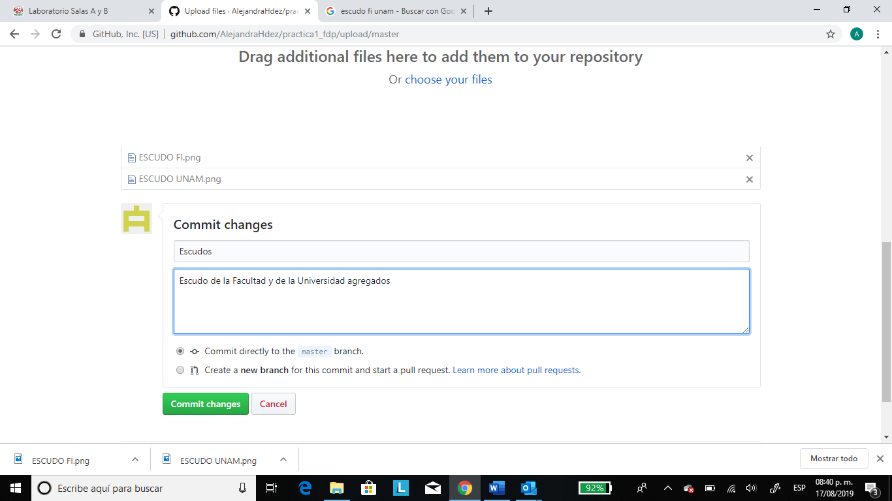 Laboratorio Salas A y B
Upload files · AlejandraHdez/prac
escudo fi unam - Buscar con Goo
GitHub, Inc. [US]
github.com/AlejandraHdez/practica1_fdp/upload/master
A
Drag additional files here to add them to your repository
Or choose your files
ESCUDO FI.png
ESCUDO UNAM.png
Commit changes
Escudos
Escudo de la Facultad y de la Universidad agregados
Commit directly to the master branch.
Create a new branch for this commit and start a pull request. Learn more about pull requests.
Commit changes
Cancel
ESCUDO FI.png
ESCUDO UNAM.png
Mostrar todo
Escribe aquí para buscar
92%
ESP
08:40 p. m.
17/08/2019
3